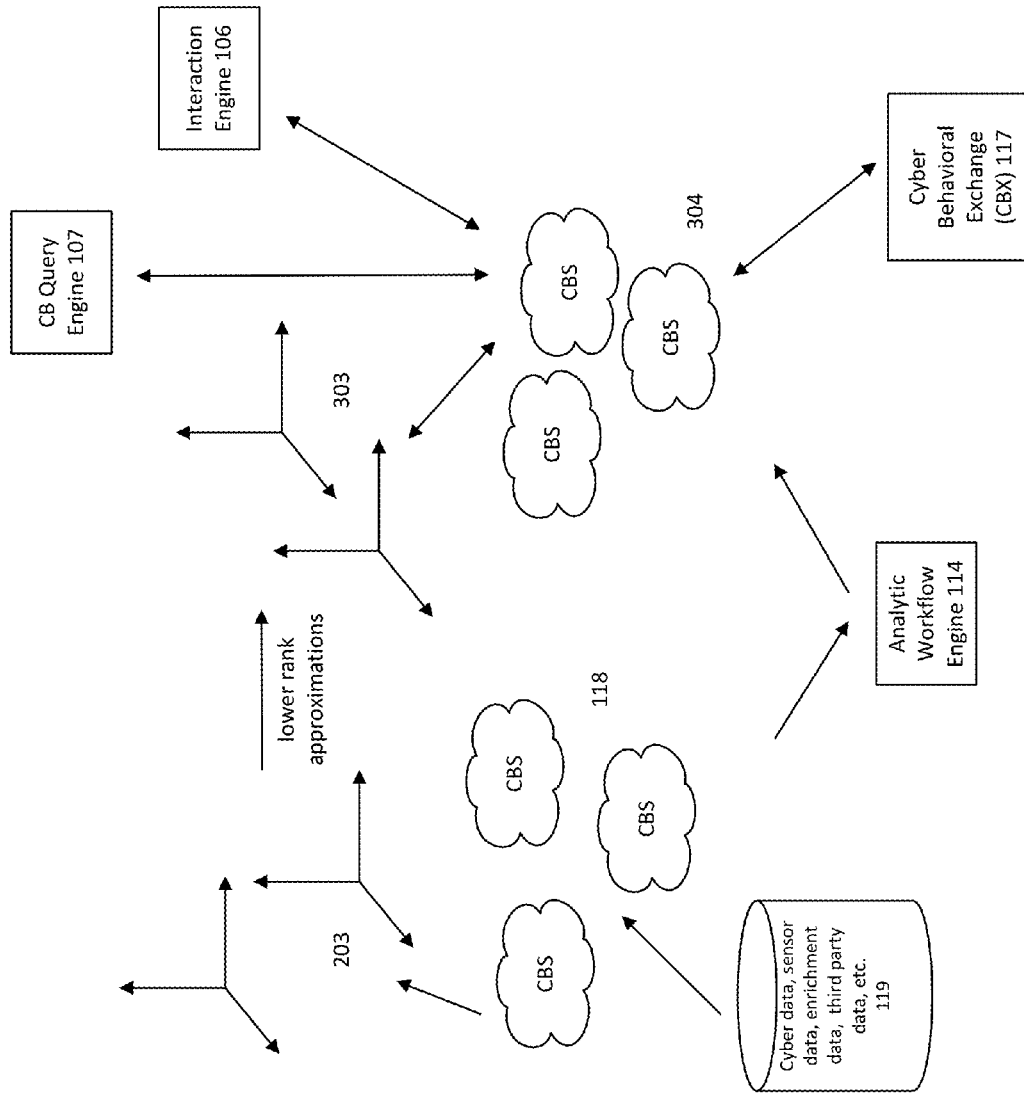 CB Query
Engine 107
Interaction
Engine 106
lower rank
approximations
203
303
CBS
CBS
CBS
118
CBS
CBS
CBS
304
Cyber data, sensor
data, enrichment
data, third party
data, etc.
119
Analytic
Workflow
Engine 114
Cyber
Behavioral
Exchange
(CBX) 117